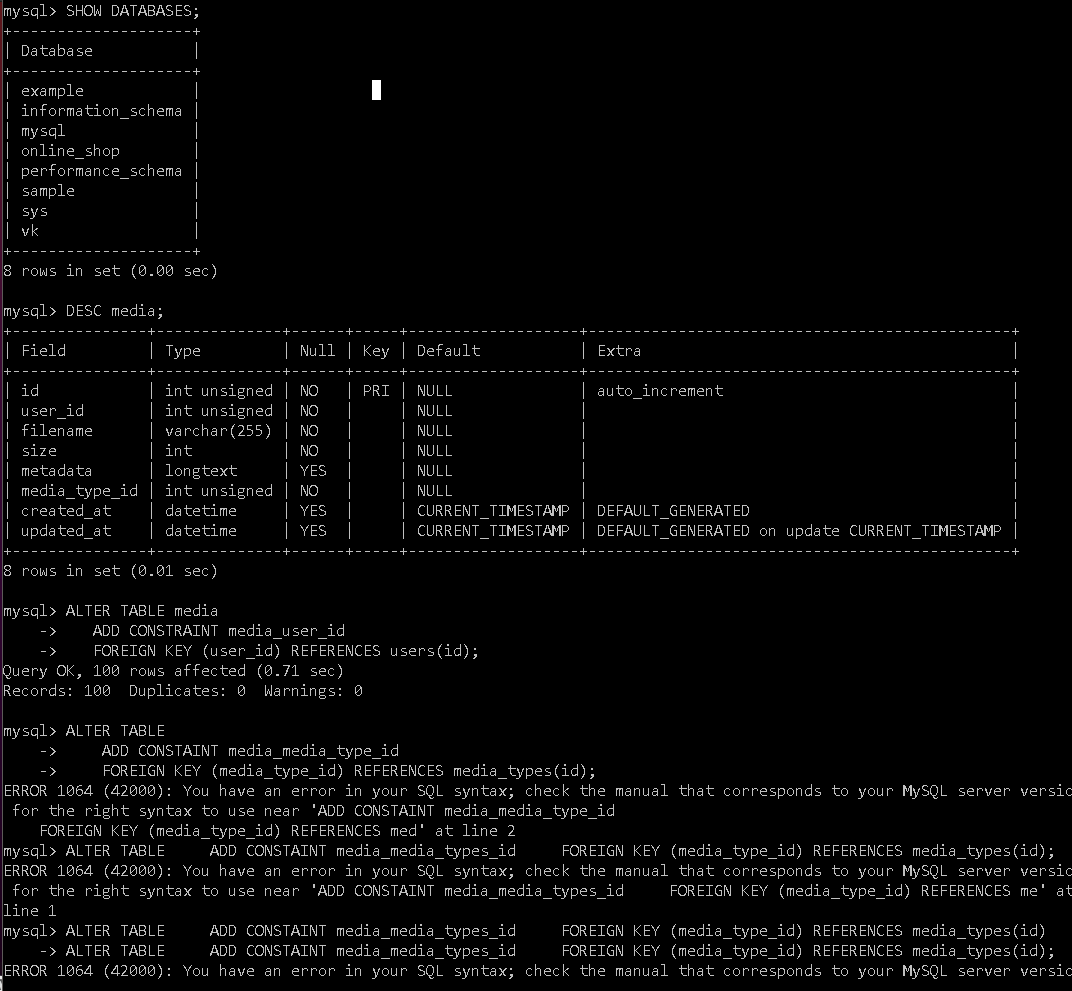 mysql> SHOW DATABASES;
+--------------------+
| Database           |
+--------------------+
| example            |
| information_schema |
| mysql              |
| online_shop        |
| performance_schema |
| sample             |
| sys                |
| vk                 |
+--------------------+
8 rows in set (0.00 sec)
mysql> DESC media;
+---------------+--------------+------+-----+-------------------+-----------------------------------------------+
| Field         | Type         | Null | Key | Default           | Extra                                         |
+---------------+--------------+------+-----+-------------------+-----------------------------------------------+
| id            | int unsigned | NO   | PRI | NULL              | auto_increment                                |
| user_id       | int unsigned | NO   |     | NULL              |                                               |
| filename      | varchar(255) | NO   |     | NULL              |                                               |
| size          | int          | NO   |     | NULL              |                                               |
| metadata      | longtext     | YES  |     | NULL              |                                               |
| media_type_id | int unsigned | NO   |     | NULL              |                                               |
| created_at    | datetime     | YES  |     | CURRENT_TIMESTAMP | DEFAULT_GENERATED                             |
| updated_at    | datetime     | YES  |     | CURRENT_TIMESTAMP | DEFAULT_GENERATED on update CURRENT_TIMESTAMP |
+---------------+--------------+------+-----+-------------------+-----------------------------------------------+
8 rows in set (0.01 sec)
mysql> ALTER TABLE media
    ->    ADD CONSTRAINT media_user_id
    ->    FOREIGN KEY (user_id) REFERENCES users(id);
Query OK, 100 rows affected (0.71 sec)
Records: 100  Duplicates: 0  Warnings: 0
mysql> ALTER TABLE
    ->     ADD CONSTAINT media_media_type_id
    ->     FOREIGN KEY (media_type_id) REFERENCES media_types(id);
ERROR 1064 (42000): You have an error in your SQL syntax; check the manual that corresponds to your MySQL server versio
 for the right syntax to use near 'ADD CONSTAINT media_media_type_id
    FOREIGN KEY (media_type_id) REFERENCES med' at line 2
mysql> ALTER TABLE     ADD CONSTAINT media_media_types_id     FOREIGN KEY (media_type_id) REFERENCES media_types(id);
ERROR 1064 (42000): You have an error in your SQL syntax; check the manual that corresponds to your MySQL server versio
 for the right syntax to use near 'ADD CONSTAINT media_media_types_id     FOREIGN KEY (media_type_id) REFERENCES me' at
line 1
mysql> ALTER TABLE     ADD CONSTAINT media_media_types_id     FOREIGN KEY (media_type_id) REFERENCES media_types(id)
    -> ALTER TABLE     ADD CONSTAINT media_media_types_id     FOREIGN KEY (media_type_id) REFERENCES media_types(id);
ERROR 1064 (42000): You have an error in your SQL syntax; check the manual that corresponds to your MySQL server versio